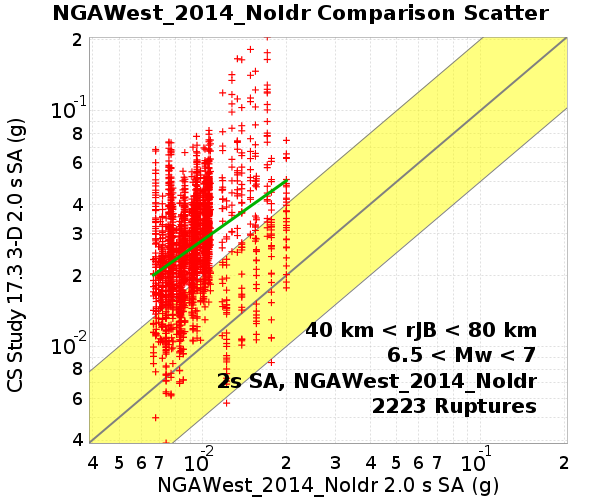 NGAWest_2014_NoIdr Comparison Scatter
CS Study 17.3 3-D 2.0 s SA (g)
2
10⁻¹
8
6
4
3
2
10⁻²
8
6
4
40 km < rJB < 80 km
6.5 < Mw < 7
2s SA, NGAWest_2014_NoIdr
2223 Ruptures
4 5 6 7 10⁻² 2 3 4 5 6 7 10⁻¹ 2
NGAWest_2014_NoIdr 2.0 s SA (g)